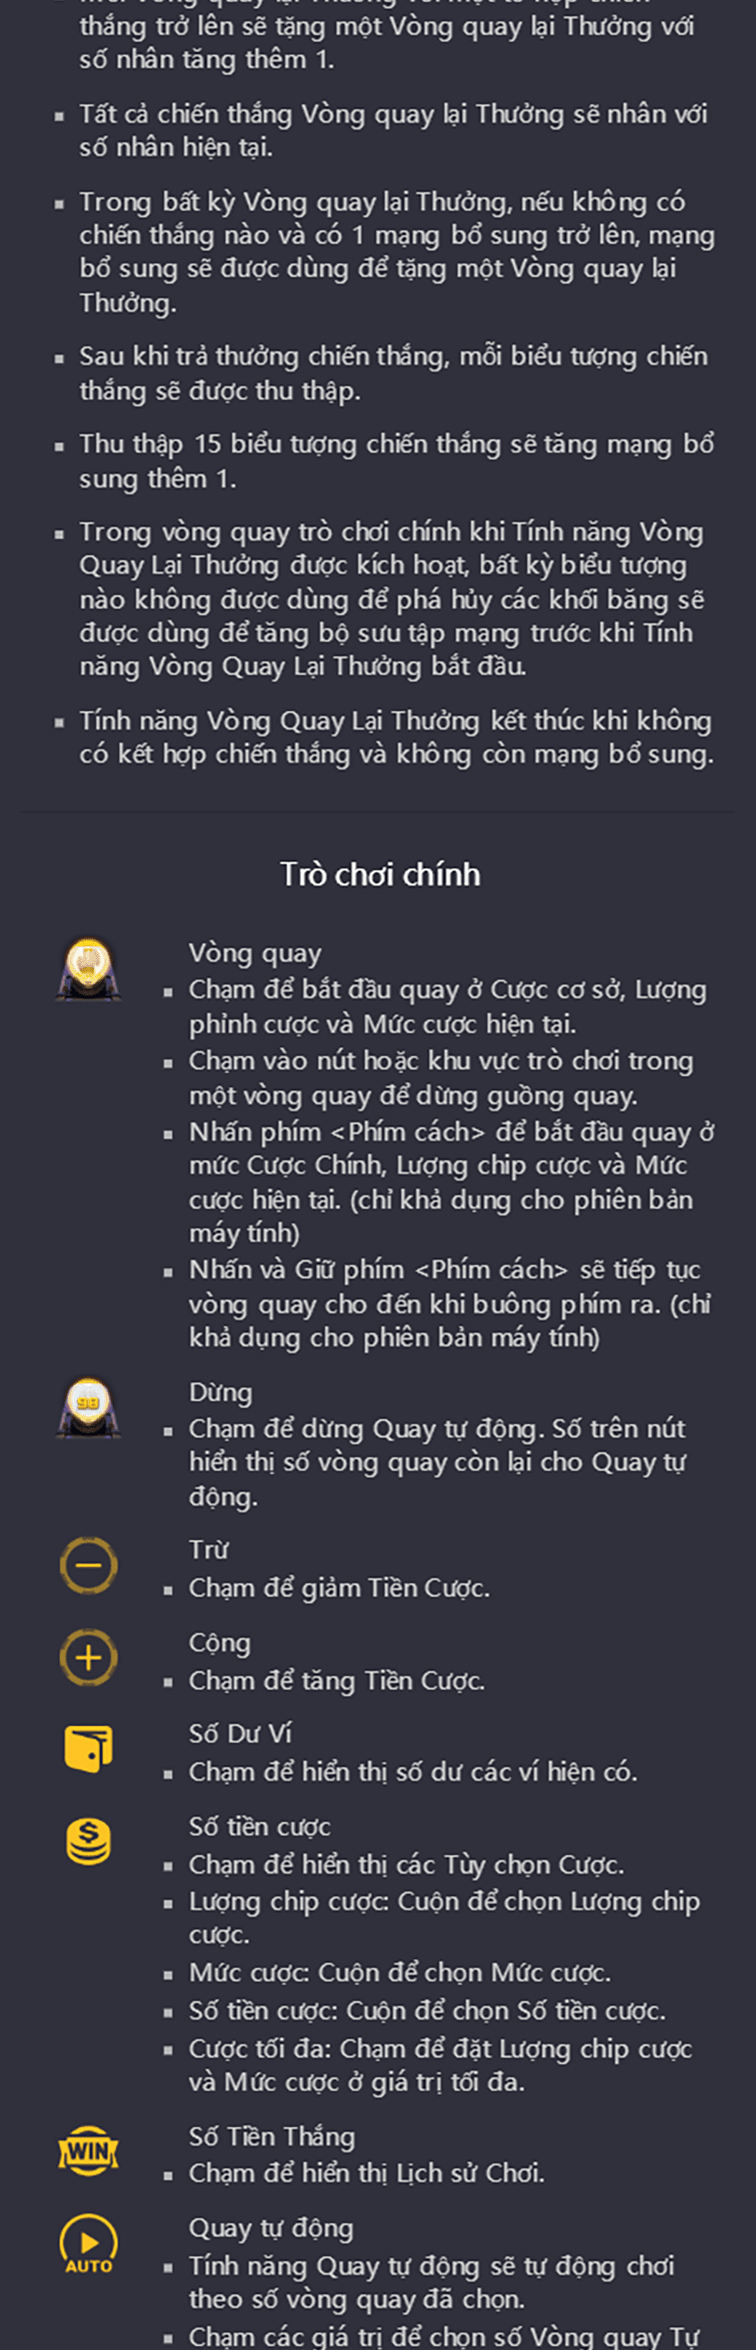 thắng trở lên sẽ tặng một Vòng quay lại Thưởng với
số nhân tăng thêm 1.
Tất cả chiến thắng Vòng quay lại Thưởng sẽ nhân với
số nhân hiện tại.
Trong bất kỳ Vòng quay lại Thưởng, nếu không có
chiến thắng nào và có 1 mạng bổ sung trở lên, mạng
bổ sung sẽ được dùng để tặng một Vòng quay lại
Thưởng.
Sau khi trả thưởng chiến thắng, mỗi biểu tượng chiến
thắng sẽ được thu thập.
Thu thập 15 biểu tượng chiến thắng sẽ tăng mạng bổ
sung thêm 1.
Trong vòng quay trò chơi chính khi Tính năng Vòng
Quay Lại Thưởng được kích hoạt, bất kỳ biểu tượng
nào không được dùng để phá hủy các khối băng sẽ
được dùng để tăng bộ sưu tập mạng trước khi Tính
năng Vòng Quay Lại Thưởng bắt đầu.
Tính năng Vòng Quay Lại Thưởng kết thúc khi không
có kết hợp chiến thắng và không còn mạng bổ sung.
Trò chơi chính
Vòng quay
Chạm để bắt đầu quay ở Cược cơ sở, Lượng
phỉnh cược và Mức cược hiện tại.
Chạm vào nút hoặc khu vực trò chơi trong
một vòng quay để dừng guồng quay.
Nhấn phím <Phím cách> để bắt đầu quay ở
mức Cược Chính, Lượng chip cược và Mức
cược hiện tại. (chỉ khả dụng cho phiên bản
máy tính)
Nhấn và Giữ phím <Phím cách> sẽ tiếp tục
vòng quay cho đến khi buông phím ra. (chỉ
khả dụng cho phiên bản máy tính)
98
Dừng
Chạm để dừng Quay tự động. Số trên nút
hiển thị số vòng quay còn lại cho Quay tự
động.
Trừ
Chạm để giảm Tiền Cược.
Cộng
Chạm để tăng Tiền Cược.
Số Dư Ví
Chạm để hiển thị số dư các ví hiện có.
Số tiền cược
Chạm để hiển thị các Tùy chọn Cược.
Lượng chip cược: Cuộn để chọn Lượng chip
cược.
Mức cược: Cuộn để chọn Mức cược.
Số tiền cược: Cuộn để chọn Số tiền cược.
Cược tối đa: Chạm để đặt Lượng chip cược
và Mức cược ở giá trị tối đa.
WIN
Số Tiền Thắng
Chạm để hiển thị Lịch sử Chơi.
AUTO
Quay tự động
Tính năng Quay tự động sẽ tự động chơi
theo số vòng quay đã chọn.
Chạm các giá trị để chọn số Vòng quay Tự